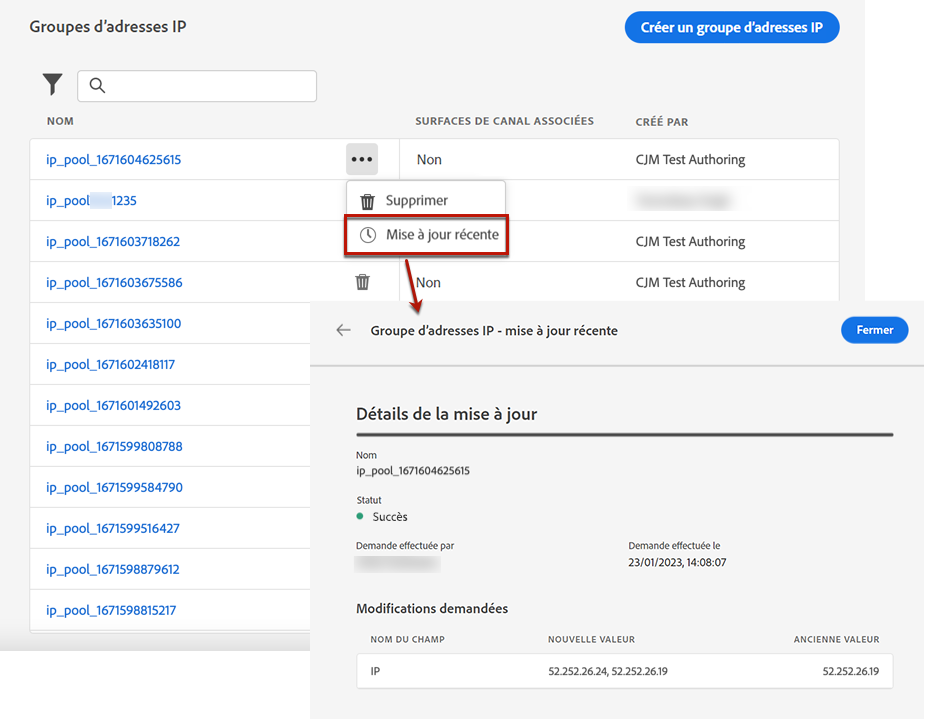 Groupes d'adresses IP
Créer un groupe d'adresses IP
NOM SURFACES DE CANAL ASSOCIÉES CRÉÉ PAR
ip_pool_1671604625615 Non CJM Test Authoring
ip_pool 1235 Supprimer
ip_pool_1671603718262 Mise à jour récente CJM Test Authoring
ip_pool_1671603675586 Non CJM Test Authoring
ip_pool_1671603635100
ip_pool_1671602418117
ip_pool_1671601492603
ip_pool_1671599808788
ip_pool_1671599584790
ip_pool_1671599516427
ip_pool_1671598879612
ip_pool_1671598815217
Groupe d'adresses IP - mise à jour récente
Fermer
Détails de la mise à jour
Nom
ip_pool_1671604625615
Statut
Succès
Demande effectuée par Demande effectuée le
23/01/2023, 14:08:07
Modifications demandées
NOM DU CHAMP NOUVELLE VALEUR ANCIENNE VALEUR
IP 52.252.26.24, 52.252.26.19 52.252.26.19